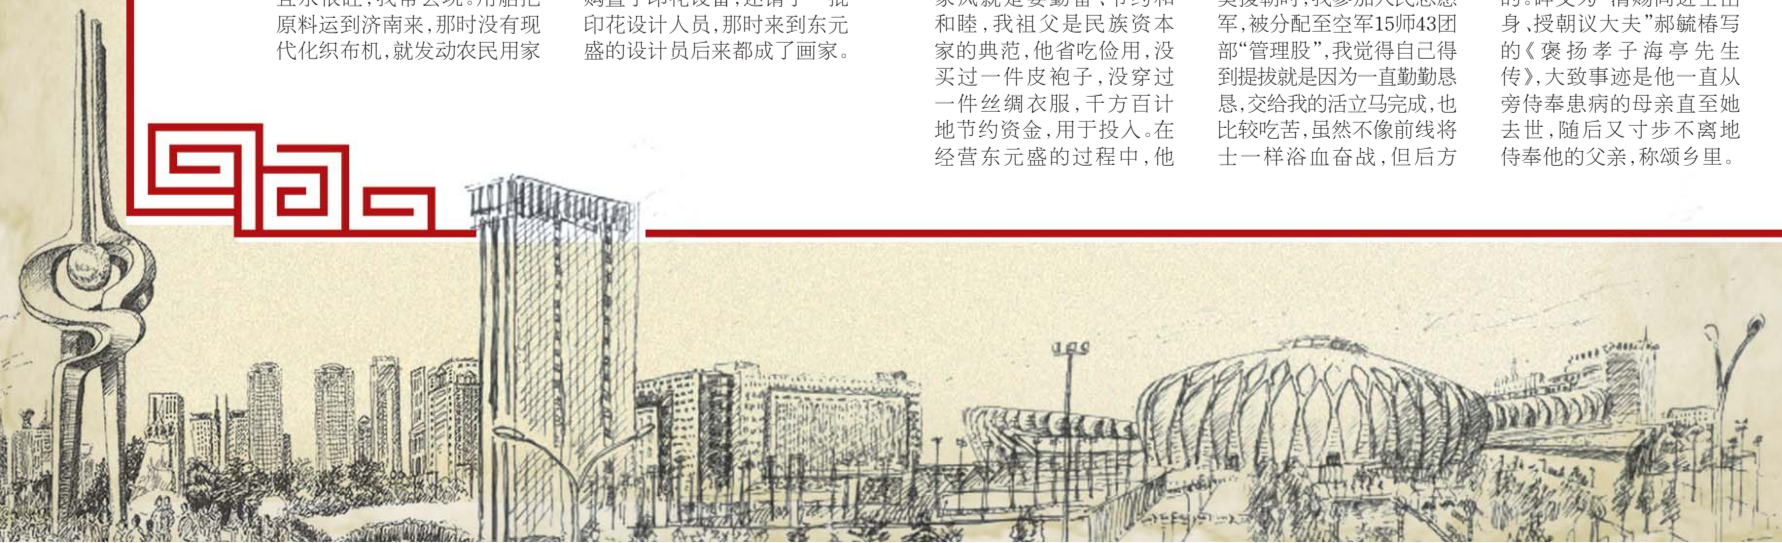 原料运到济南来，那时没有现
代化织布机，就发动农民用家
印花设计人员，那时来到东元
盛的设计员后来都成了画家。
和睦，我祖父是民族资本
家的典范，他省吃俭用，没
买过一件皮袍子，没穿过
一件丝绸衣服，千方百计
地节约资金，用于投入。在
经营东元盛的过程中，他
军，被分配至空军15师43团
部“管理股”，我觉得自己得
到提拔就是因为一直勤勤恳
恳，交给我的活立马完成，也
比较吃苦，虽然不像前线将
士一样浴血奋战，但后方
身、授朝议大夫”郝毓椿写
的《褒扬孝子海亭先生
传》，大致事迹是他一直从
旁侍奉患病的母亲直至她
去世，随后又寸步不离地
侍奉他的父亲，称颂乡里。